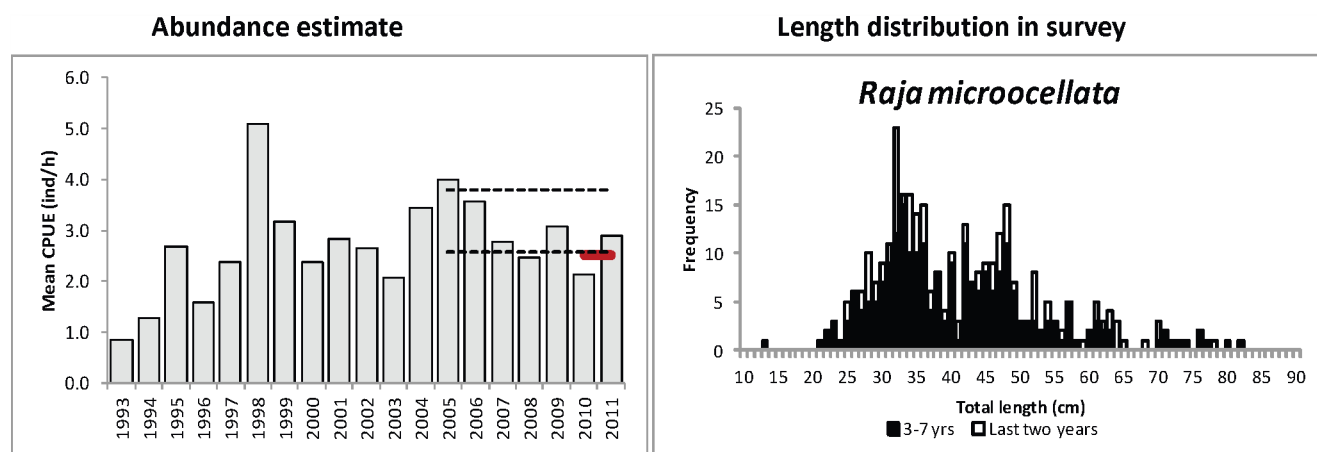 Abundance estimate
Mean CPUE (ind/h)
6.0
5.0
4.0
3.0
2.0
1.0
0.0
1993 1994 1995 1996 1997 1998 1999 2000 2001 2002 2003 2004 2005 2006 2007 2008 2009 2010 2011
Length distribution in survey
Raja microocellata
Frequency
25
20
15
10
5
0
10 15 20 25 30 35 40 45 50 55 60 65 70 75 80 85 90
Total length (cm)
3-7 yrs Last two years